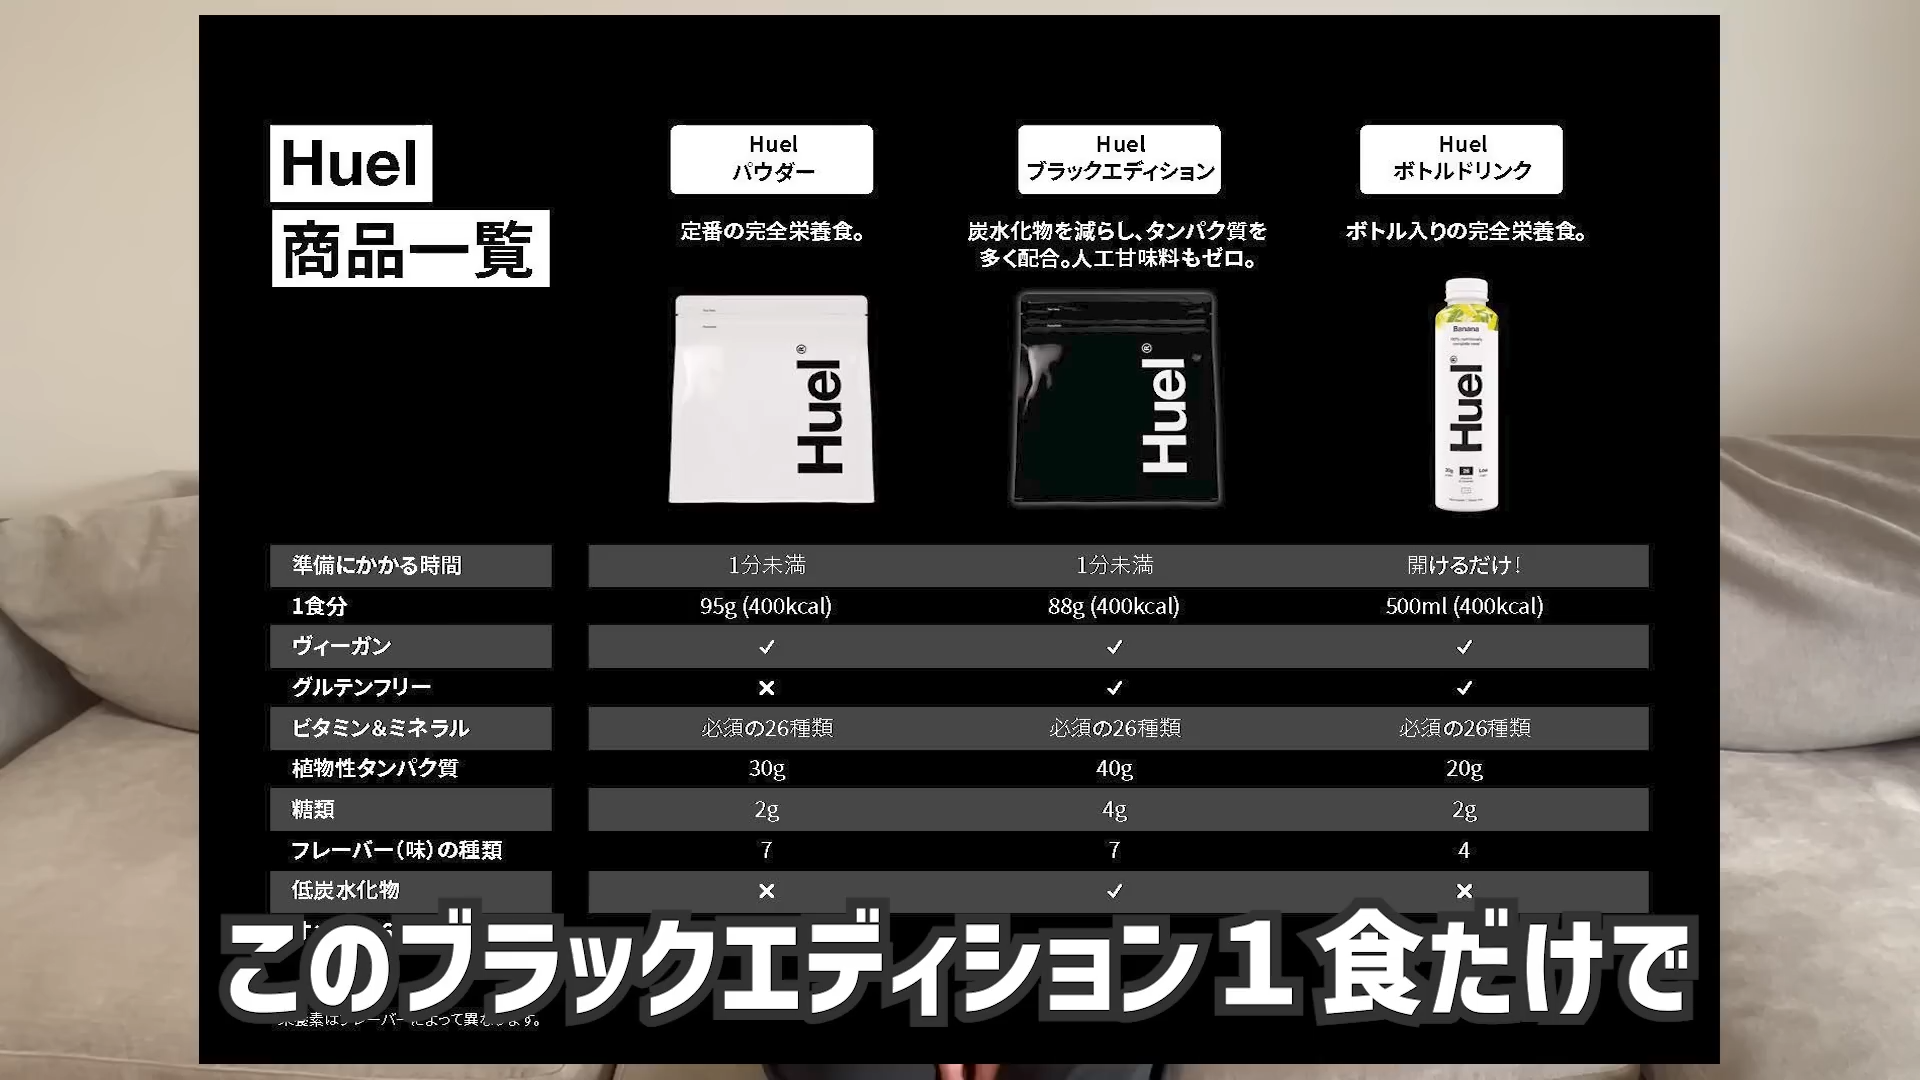 Huel
商品一覧
Huel
パウダー
Huel
ブラックエディション
Huel
ボトルドリンク
定番の完全栄養食。
炭水化物を減らし、タンパク質を
多く配合。人工甘味料もゼロ。
ボトル入りの完全栄養食。
Huel®
Huel®
Banana
Huel®
準備にかかる時間 1分未満 1分未満 開けるだけ!
1食分 95g (400kcal) 88g (400kcal) 500ml (400kcal)
ヴィーガン ✓ ✓ ✓
グルテンフリー ✕ ✓ ✓
ビタミン&ミネラル 必須の26種類 必須の26種類 必須の26種類
植物性タンパク質 30g 40g 20g
糖類 2g 4g 2g
フレーバー(味)の種類 7 7 4
低炭水化物 ✕ ✓ ✕
このブラックエディション1食だけで